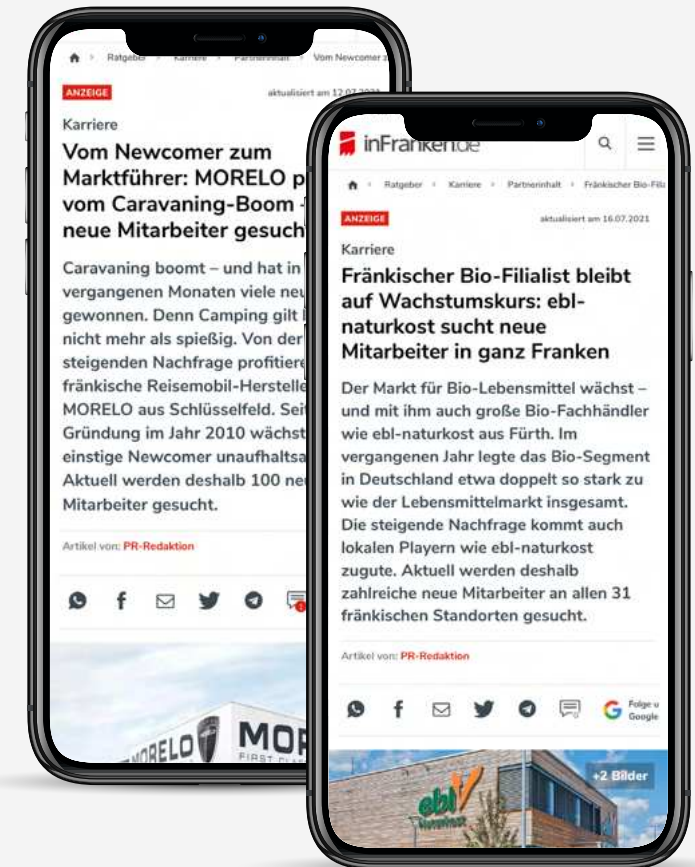 Ratgeber Karriere Partnerinhalt Vom Newcomer
ANZEIGE
aktualisiert am 12.07.2021
Karriere
Vom Newcomer zum
Marktführer: MORELO p
vom Caravaning-Boom -
neue Mitarbeiter gesuch
Caravaning boomt – und hat in
vergangenen Monaten viele neu
gewonnen. Denn Camping gilt
nicht mehr als spießig. Von der
steigenden Nachfrage profitiere
fränkische Reisemobil-Herstelle
MORELO aus Schlüsselfeld. Seit
Gründung im Jahr 2010 wächst
einstige Newcomer unaufhaltsa
Aktuell werden deshalb 100 neu
Mitarbeiter gesucht.
Artikel von: PR-Redaktion
MORELO
MOR
inFranken.de
Ratgeber Karriere Partnerinhalt Fränkischer Bio-Filia
ANZEIGE
aktualisiert am 16.07.2021
Karriere
Fränkischer Bio-Filialist bleibt
auf Wachstumskurs: ebl-
naturkost sucht neue
Mitarbeiter in ganz Franken
Der Markt für Bio-Lebensmittel wächst –
und mit ihm auch große Bio-Fachhändler
wie ebl-naturkost aus Fürth. Im
vergangenen Jahr legte das Bio-Segment
in Deutschland etwa doppelt so stark zu
wie der Lebensmittelmarkt insgesamt.
Die steigende Nachfrage kommt auch
lokalen Playern wie ebl-naturkost
zugute. Aktuell werden deshalb
zahlreiche neue Mitarbeiter an allen 31
fränkischen Standorten gesucht.
Artikel von: PR-Redaktion
Folge u
Google
+2 Bilder
ebl
Naturkost